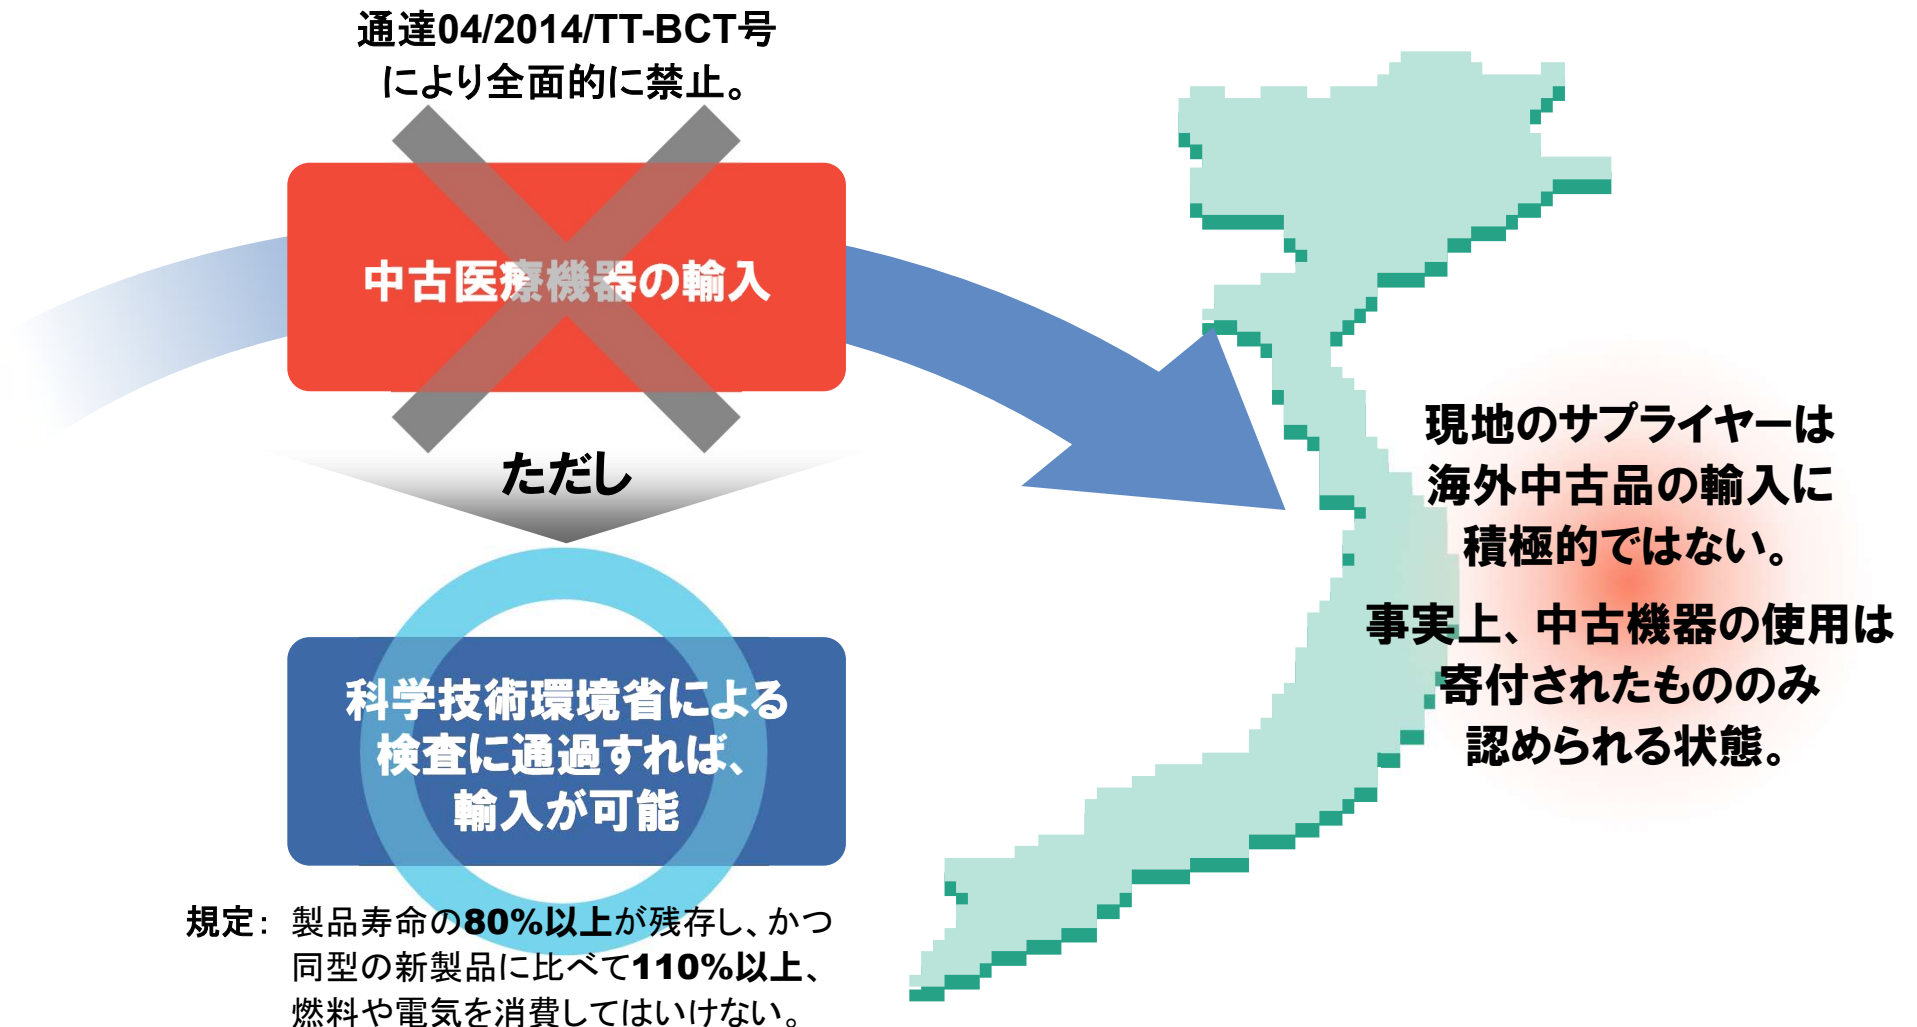 通達04/2014/TT-BCT号
により全面的に禁止。
中古医療機器の輸入
ただし
科学技術環境省による
検査に通過すれば、
輸入が可能
規定： 製品寿命の80%以上が残存し、かつ
同型の新製品に比べて110%以上、
燃料や電気を消費してはいけない。
現地のサプライヤーは
海外中古品の輸入に
積極的ではない。
事実上、中古機器の使用は
寄付されたもののみ
認められる状態。